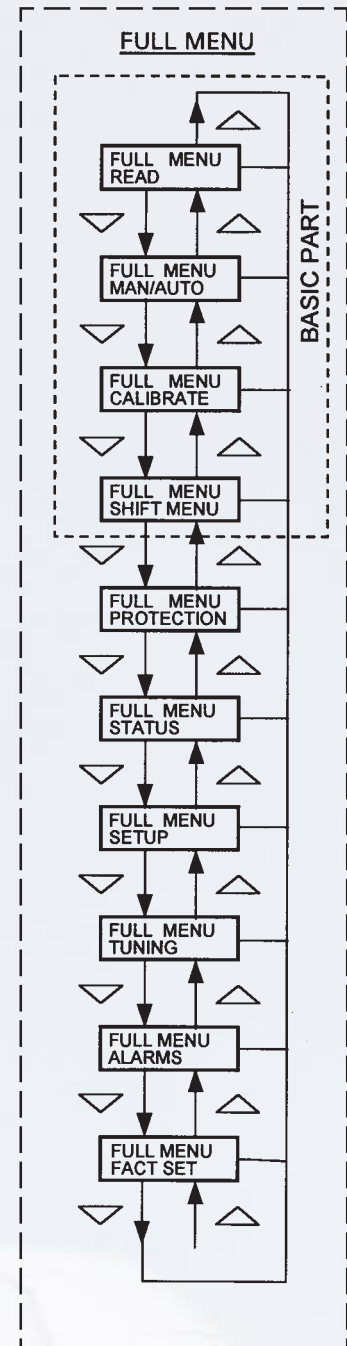 FULL MENU
FULL MENU
READ
FULL MENU
MAN/AUTO
BASIC PART
FULL MENU
CALIBRATE
FULL MENU
SHIFT MENU
FULL MENU
PROTECTION
FULL MENU
STATUS
FULL MENU
SETUP
FULL MENU
TUNING
FULL MENU
ALARMS
FULL MENU
FACT SET